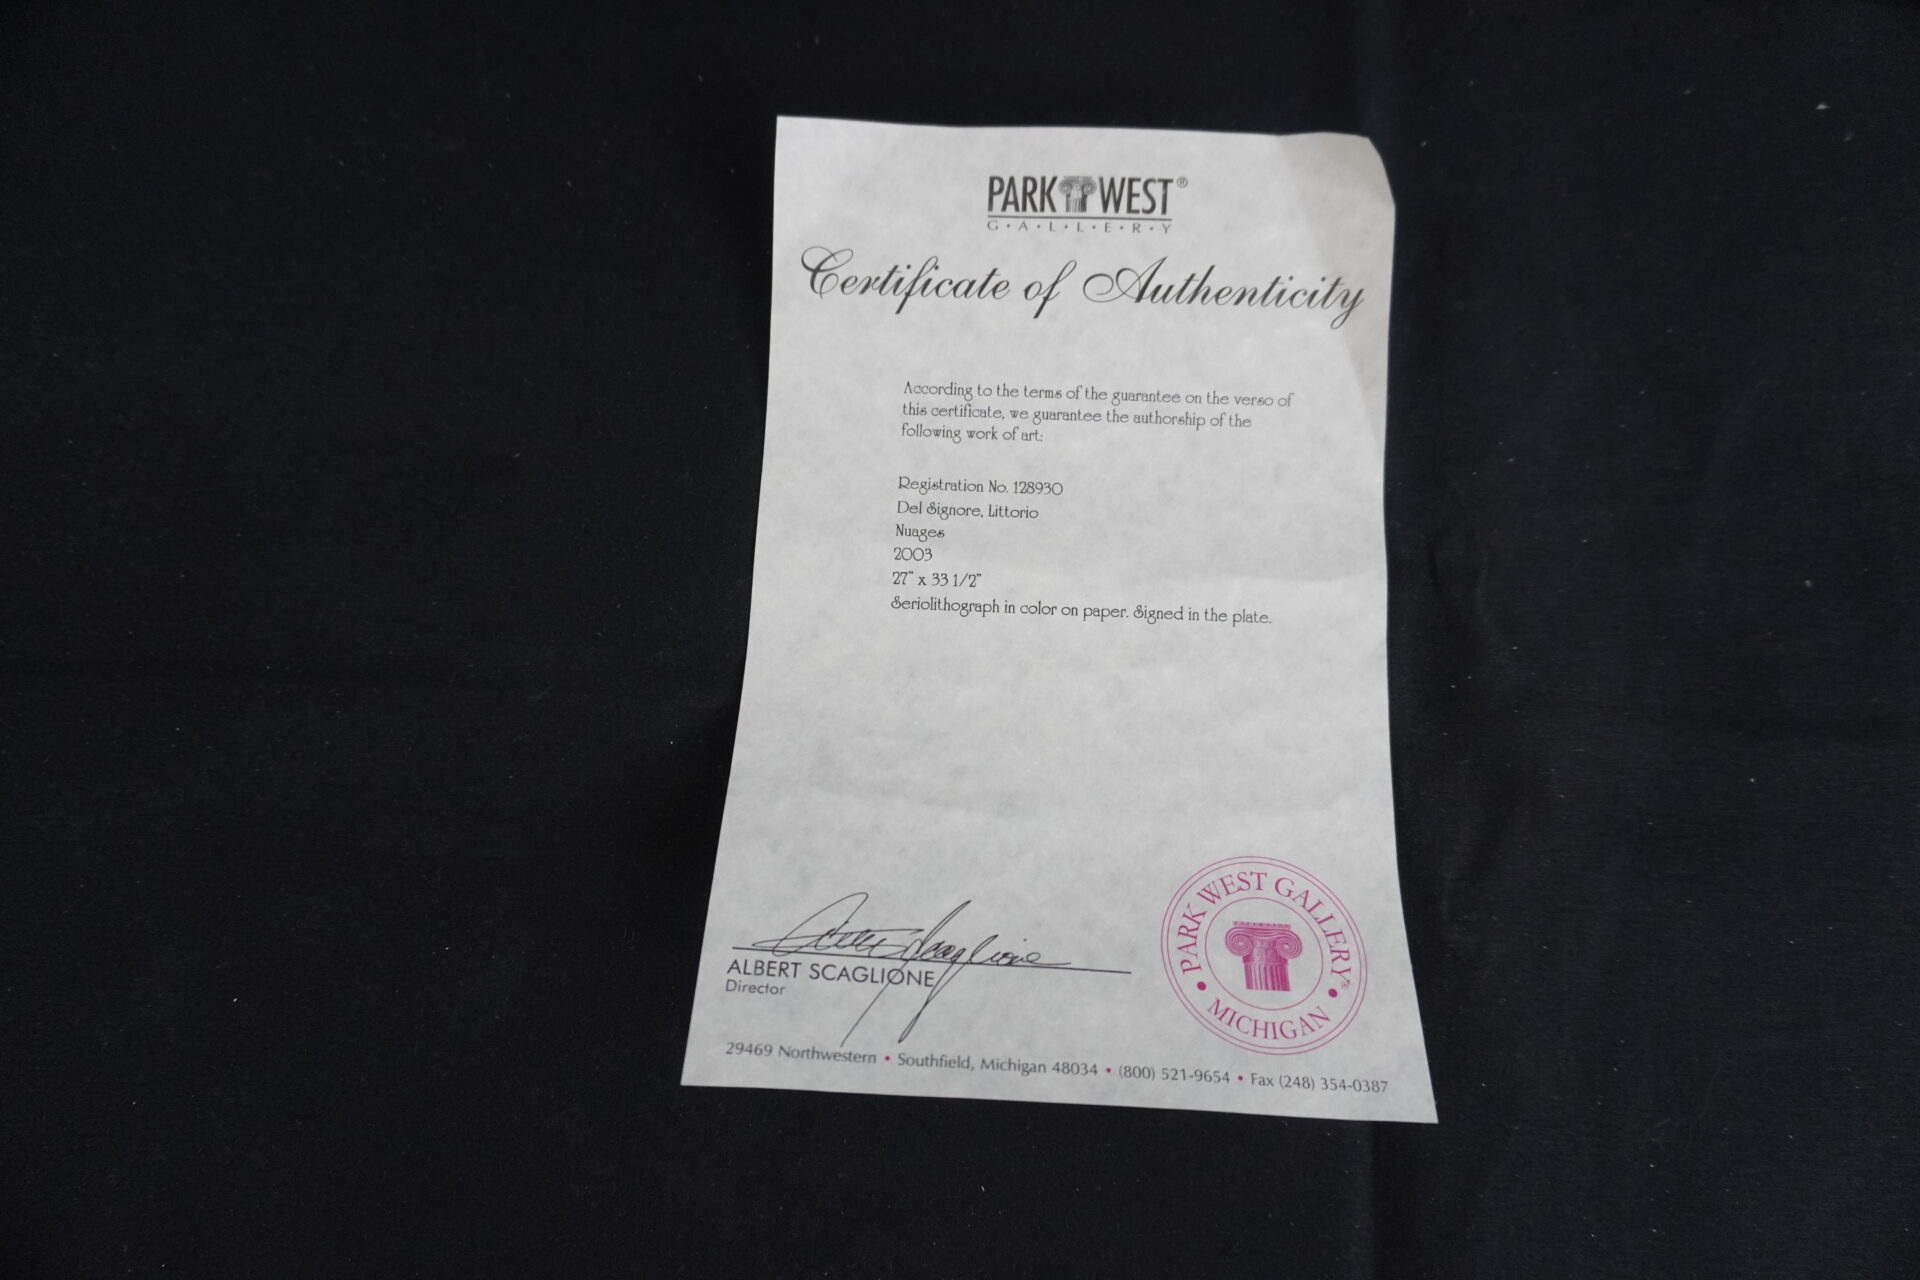 PARK WEST®
G·A·L·L·E·R·Y
Certificate of Authenticity
According to the terms of the guarantee on the verso of
this certificate, we guarantee the authorship of the
following work of art:
Registration No. 128930
Del Signore, Littorio
Nuages
2003
27" x 33 1/2"
Seriolithograph in color on paper. Signed in the plate.
Albert Scaglione
ALBERT SCAGLIONE
Director
PARK WEST GALLERY®
• MICHIGAN •
29469 Northwestern • Southfield, Michigan 48034 • (800) 521-9654 • Fax (248) 354-0387